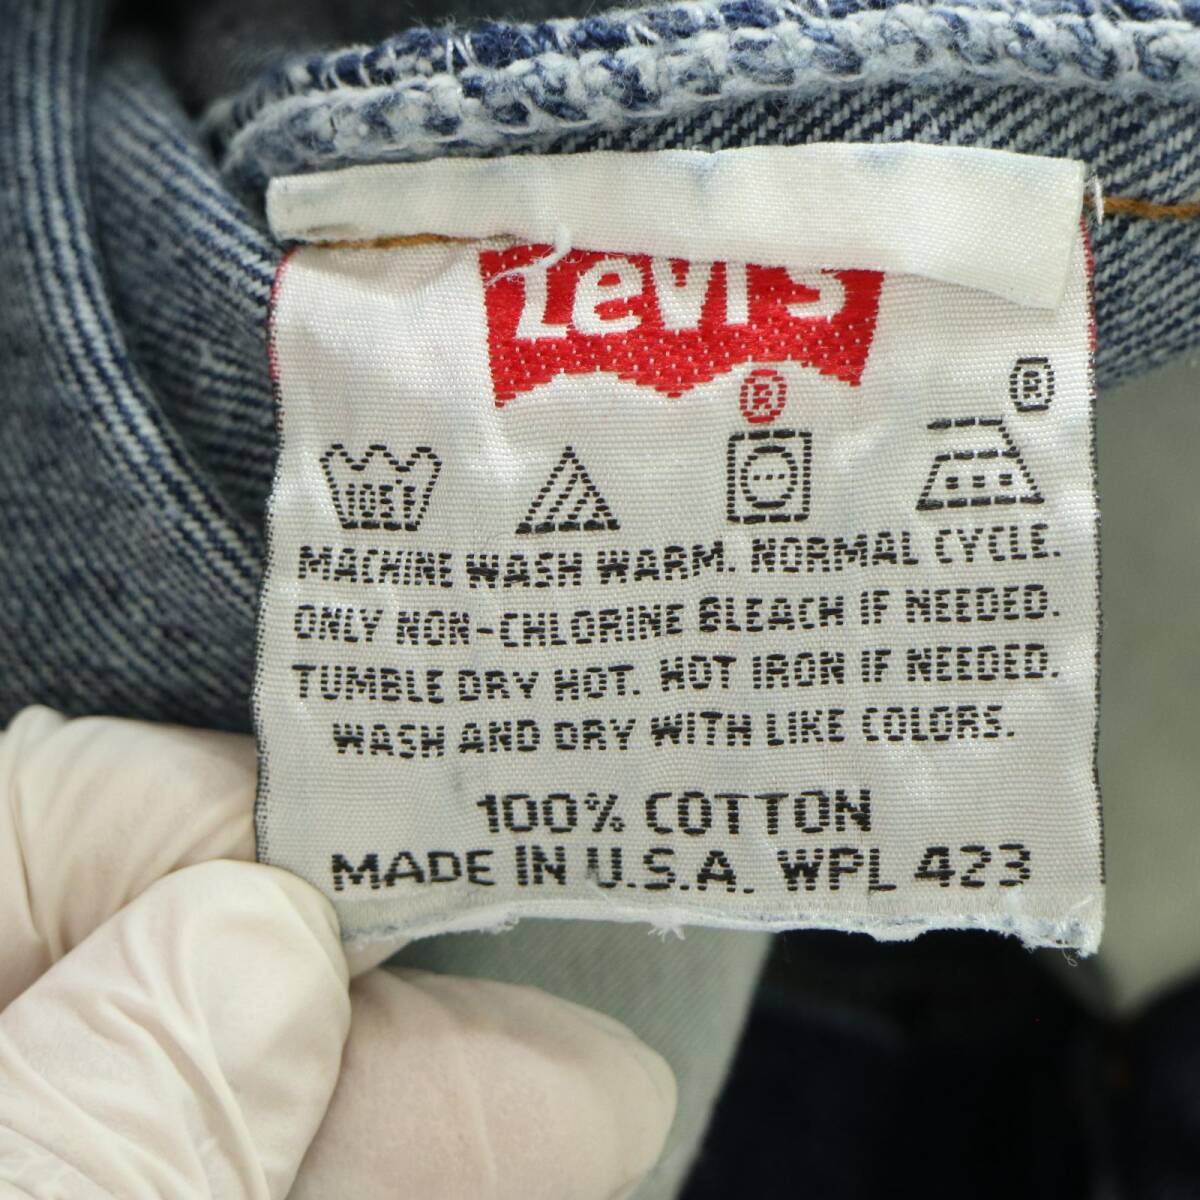 Levi's
®
®
105°F
MACHINE WASH WARM. NORMAL CYCLE.
ONLY NON-CHLORINE BLEACH IF NEEDED.
TUMBLE DRY HOT. HOT IRON IF NEEDED.
WASH AND DRY WITH LIKE COLORS.
100% COTTON
MADE IN U.S.A. WPL 423